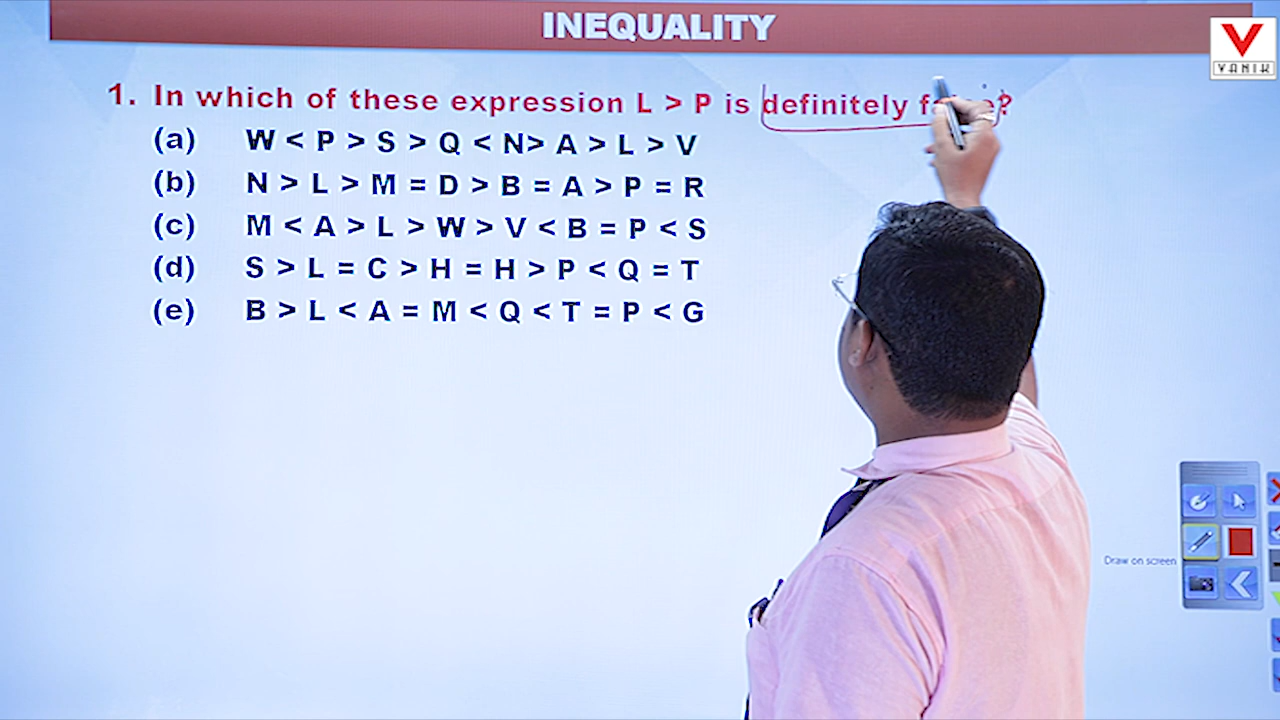 INEQUALITY
VANIK
1. In which of these expression L > P is definitely ?
(a) W < P > S > Q < N> A > L > V
(b) N > L > M = D > B = A > P = R
(c) M < A > L > W > V < B = P < S
(d) S > L = C > H = H > P < Q = T
(e) B > L < A = M < Q < T = P < G
Draw on screen